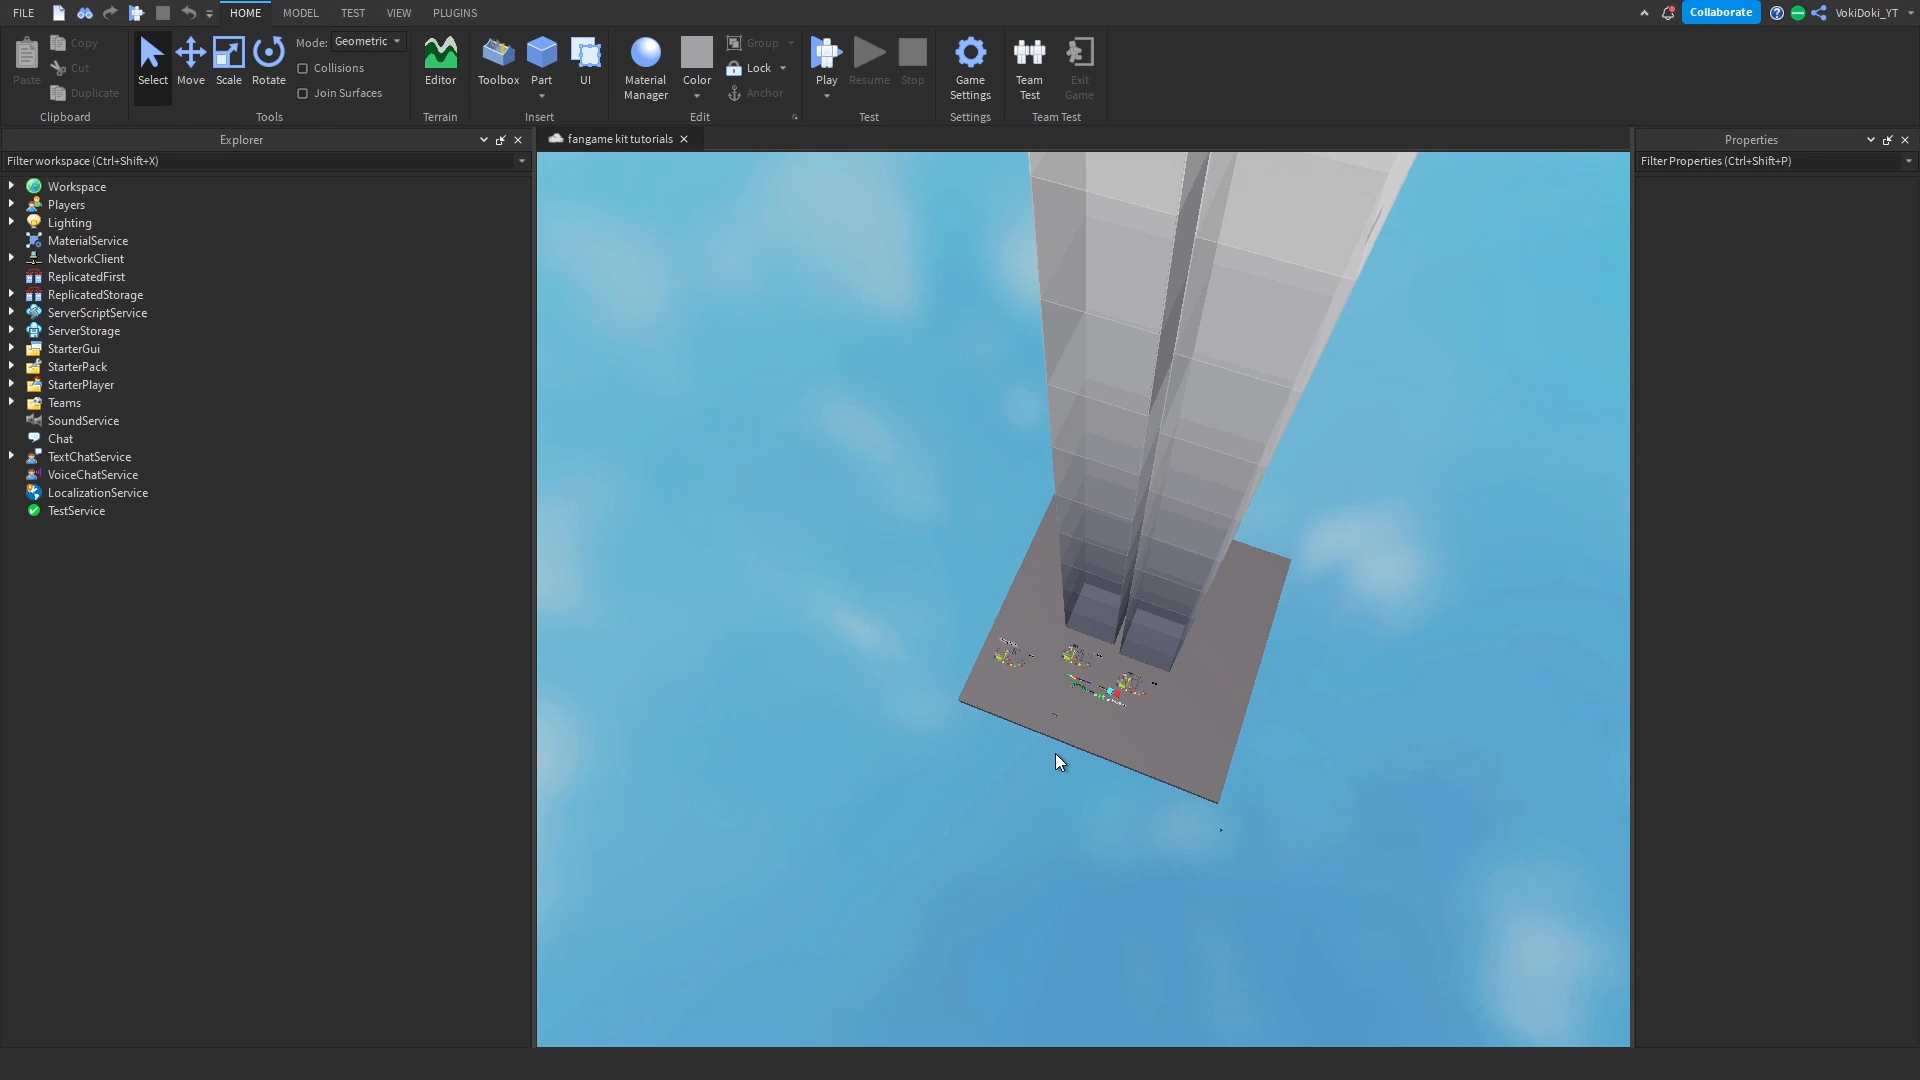 FILE
HOME
MODEL
TEST
VIEW
PLUGINS
Collaborate
VokiDoki_YT
Paste
Copy
Cut
Duplicate
Clipboard
Select
Move
Scale
Rotate
Mode: Geometric
Collisions
Join Surfaces
Tools
Editor
Terrain
Toolbox
Part
UI
Insert
Material Manager
Color
Group
Lock
Anchor
Edit
Play
Resume
Stop
Test
Game Settings
Settings
Team Test
Exit Game
Team Test
Explorer
Filter workspace (Ctrl+Shift+X)
Workspace
Players
Lighting
MaterialService
NetworkClient
ReplicatedFirst
ReplicatedStorage
ServerScriptService
ServerStorage
StarterGui
StarterPack
StarterPlayer
Teams
SoundService
Chat
TextChatService
VoiceChatService
LocalizationService
TestService
fangame kit tutorials
Properties
Filter Properties (Ctrl+Shift+P)